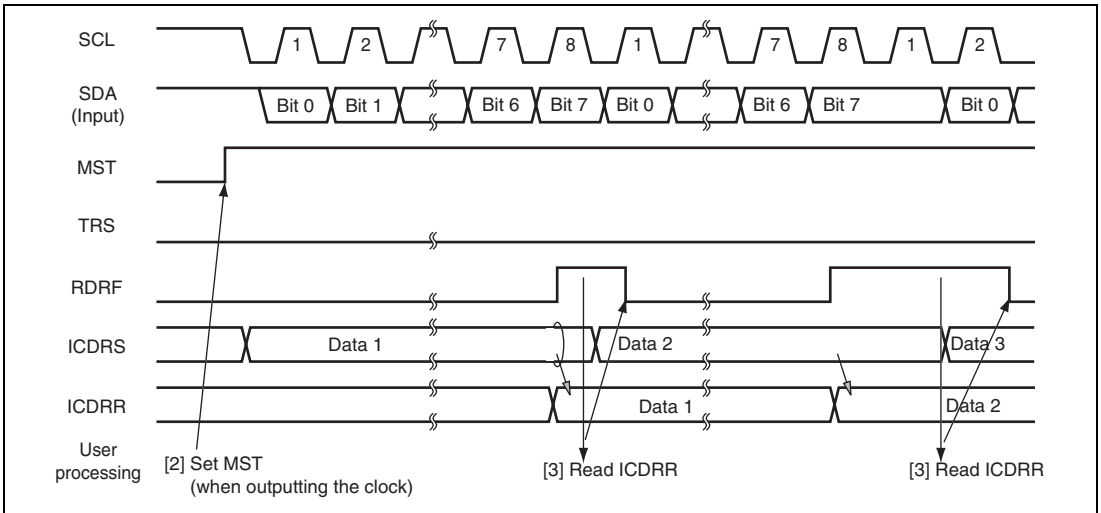 SCL 1 2 7 8 1 7 8 1 2
SDA
(Input)
Bit 0 Bit 1 Bit 6 Bit 7 Bit 0 Bit 6 Bit 7 Bit 0
MST
TRS
RDRF
ICDRS Data 1 Data 2 Data 3
ICDRR Data 1 Data 2
User
processing
[2] Set MST
(when outputting the clock)
[3] Read ICDRR
[3] Read ICDRR